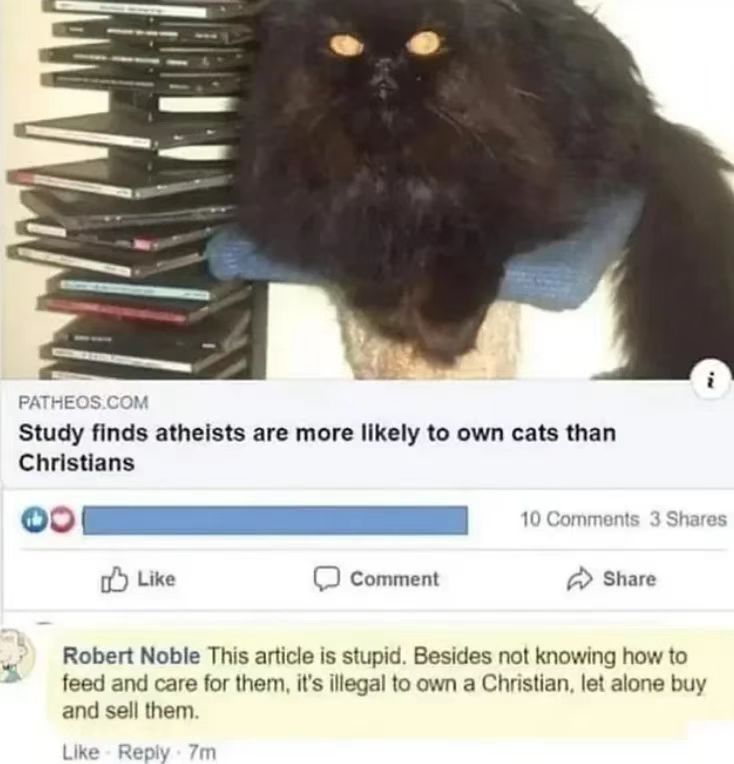 PATHEOS.COM
Study finds atheists are more likely to own cats than
Christians
10 Comments 3 Shares
Like Comment Share
Robert Noble This article is stupid. Besides not knowing how to
feed and care for them, it's illegal to own a Christian, let alone buy
and sell them.
Like · Reply · 7m